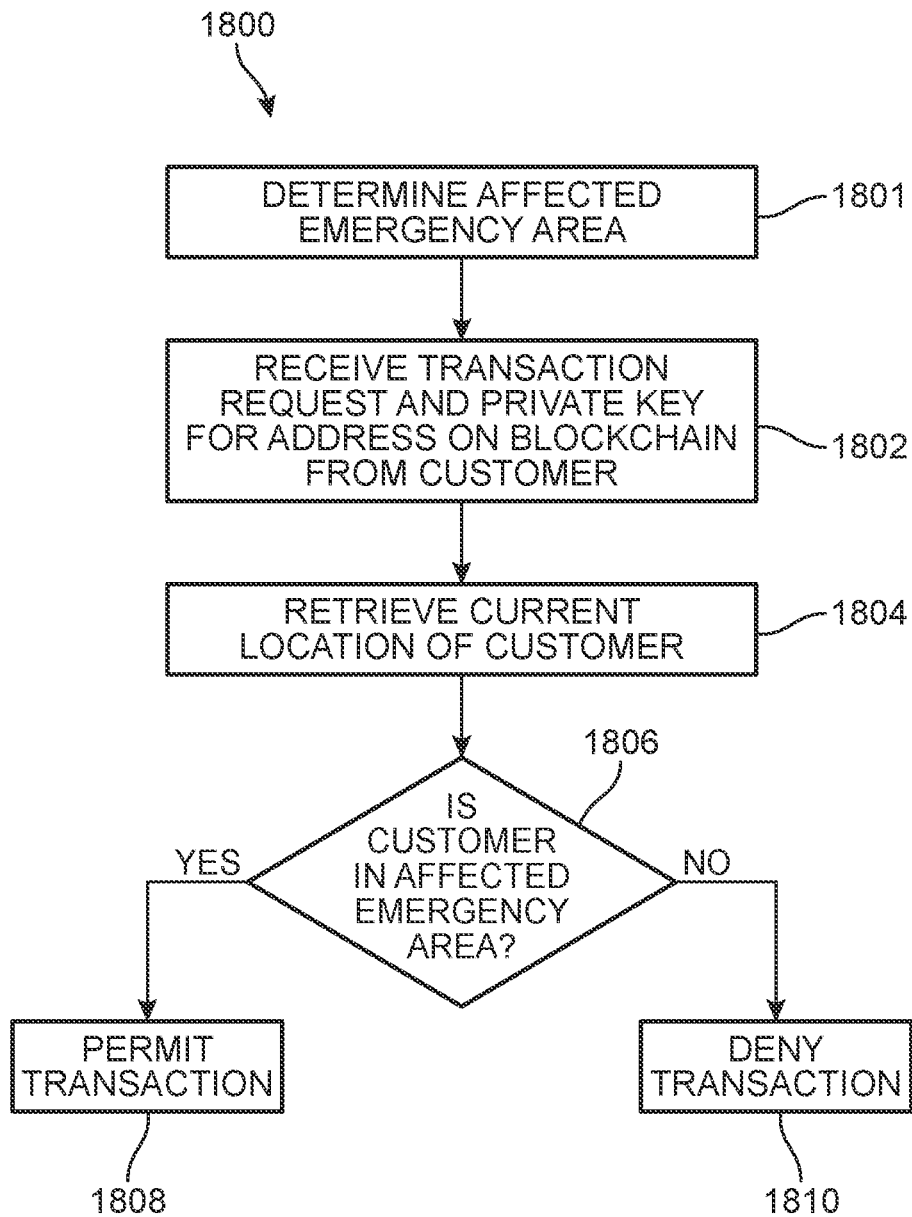 1800
DETERMINE AFFECTED
EMERGENCY AREA
1801
RECEIVE TRANSACTION
REQUEST AND PRIVATE KEY
FOR ADDRESS ON BLOCKCHAIN
FROM CUSTOMER
1802
RETRIEVE CURRENT
LOCATION OF CUSTOMER
1804
1806
IS
CUSTOMER
IN AFFECTED
EMERGENCY
AREA?
YES
NO
PERMIT
TRANSACTION
1808
DENY
TRANSACTION
1810